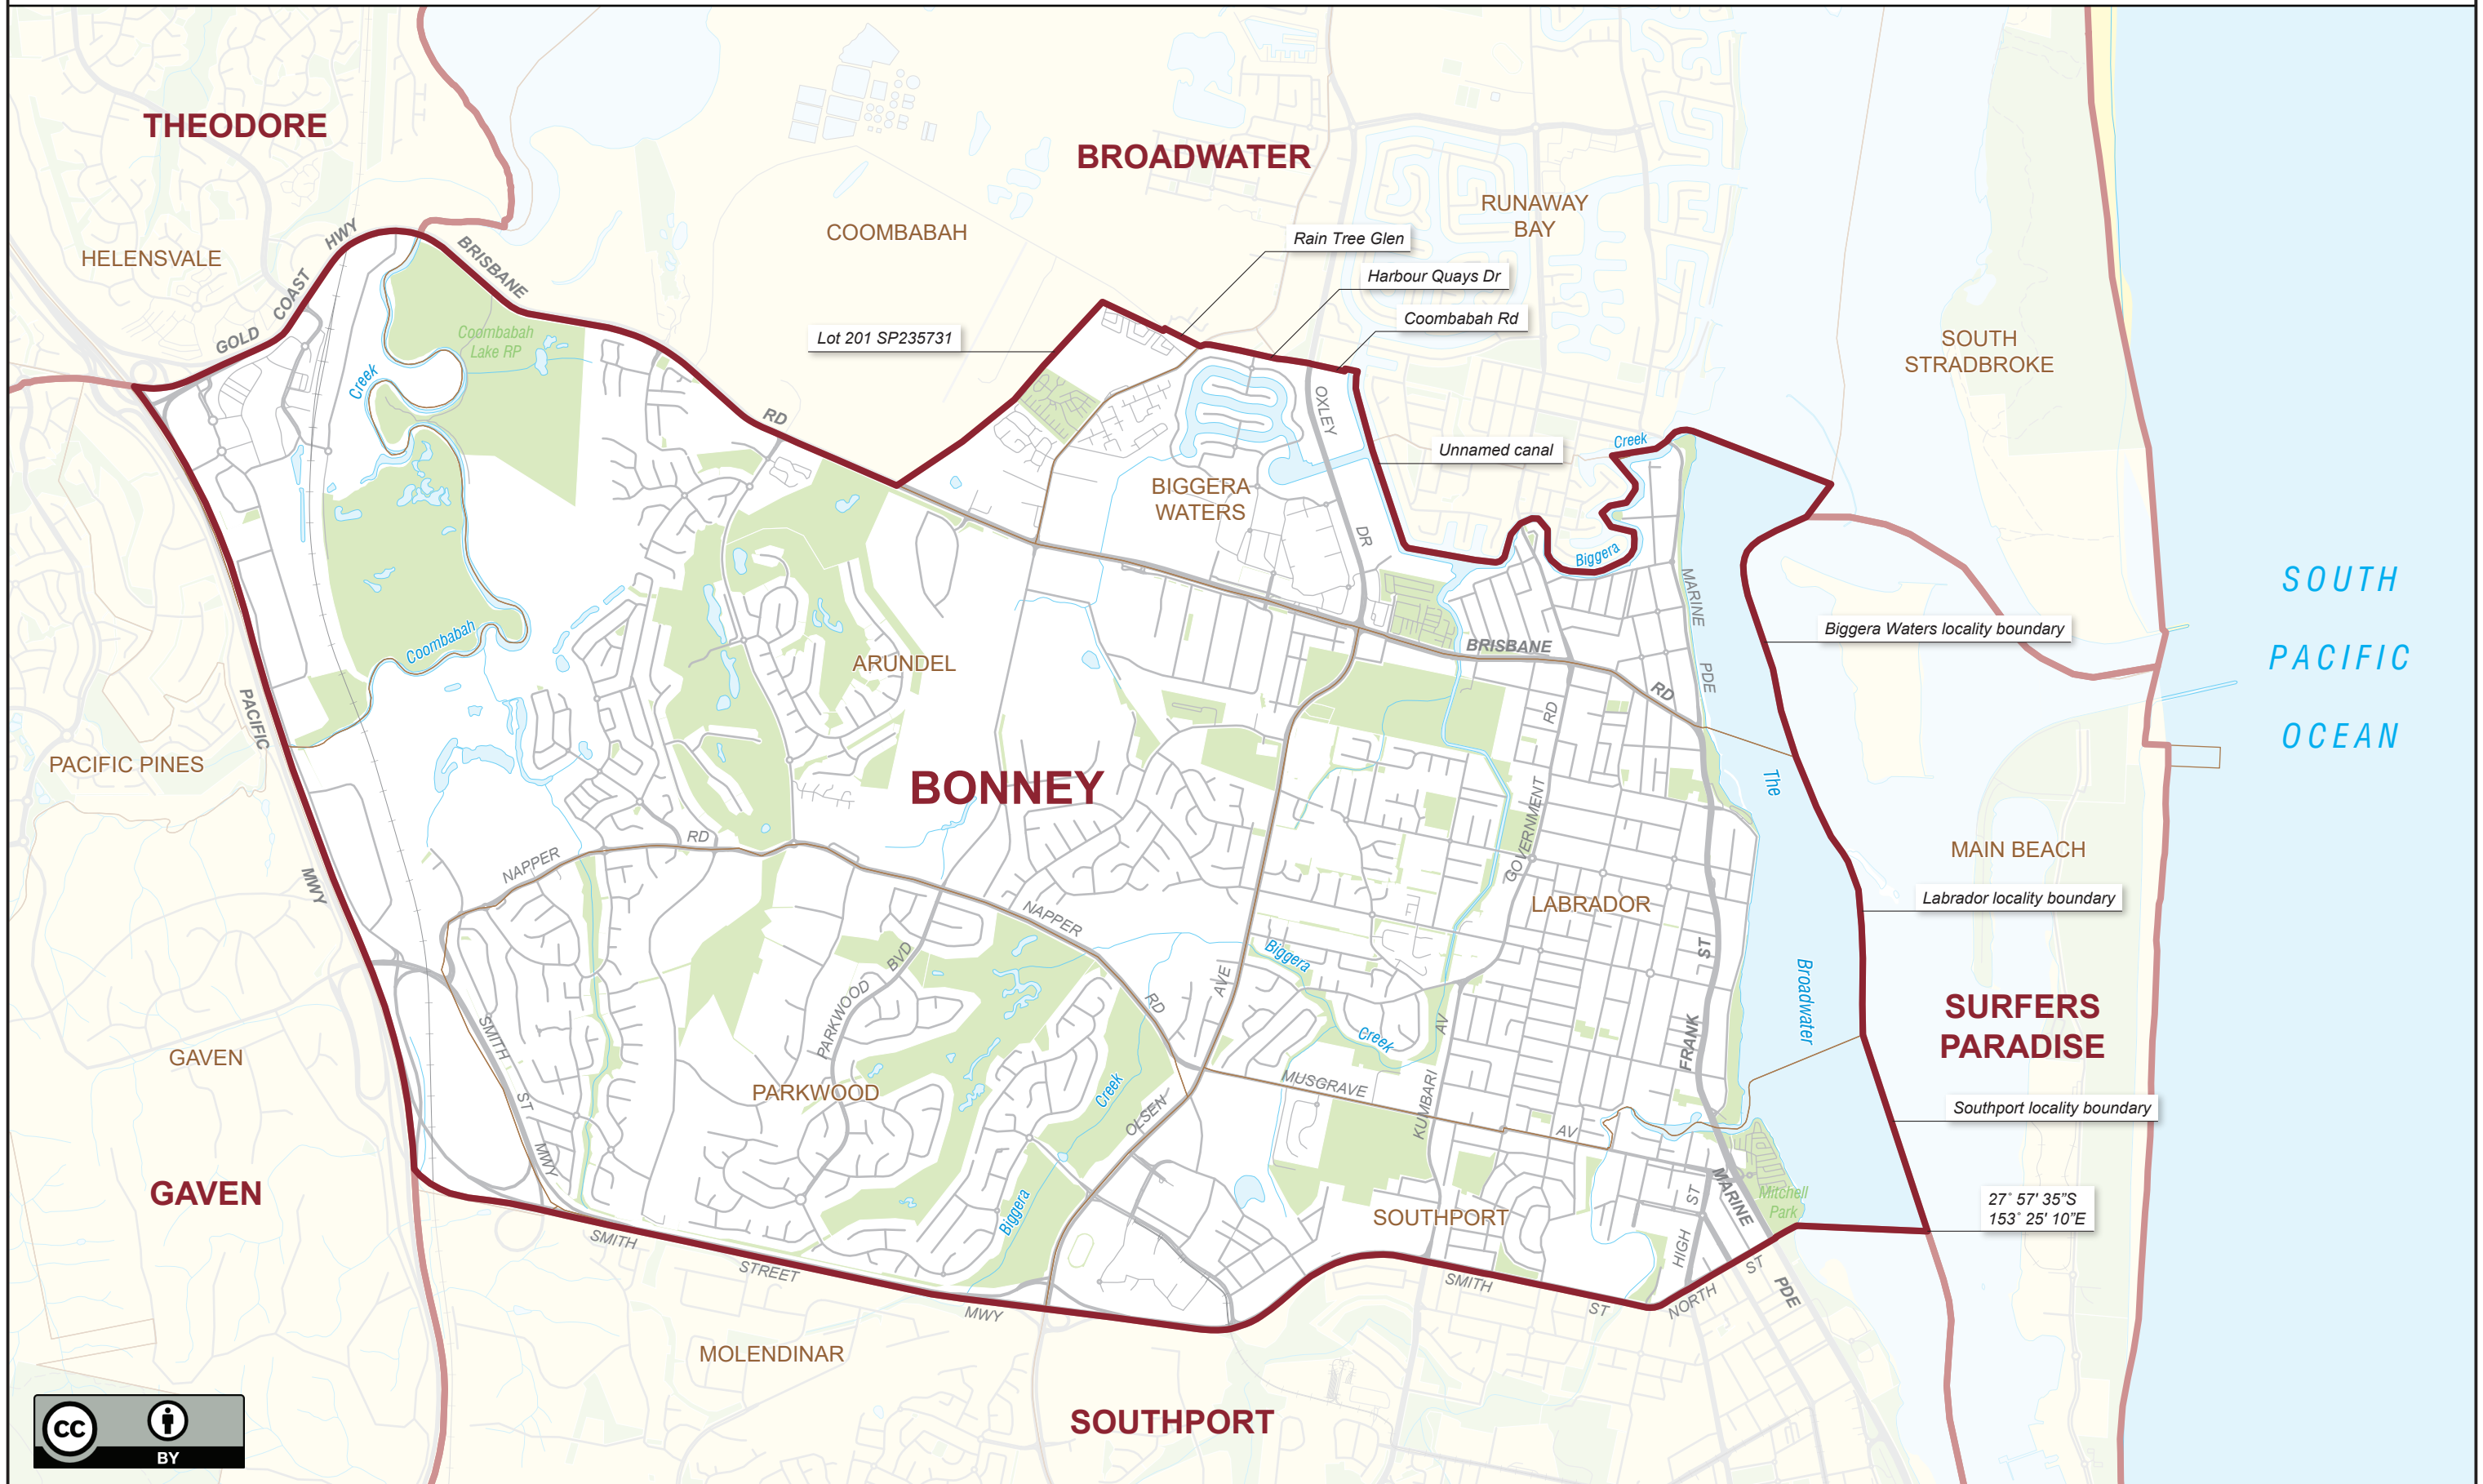 THEODORE
BROADWATER
HELENSVALE
COOMBABAH
RUNAWAY
BAY
GOLD COAST HWY
BRISBANE
RD
Rain Tree Glen
Harbour Quays Dr
Coombabah Rd
Lot 201 SP235731
Coombabah
Lake RP
Creek
SOUTH
STRADBROKE
OXLEY
DR
Unnamed canal
Creek
BIGGERA
WATERS
Biggera
SOUTH
PACIFIC
OCEAN
MARINE
PDE
Biggera Waters locality boundary
BRISBANE
RD
Coombabah
ARUNDEL
PACIFIC
MWY
PACIFIC PINES
BONNEY
RD
GOVERNMENT
The
Broadwater
NAPPER
RD
MAIN BEACH
Labrador locality boundary
LABRADOR
NAPPER
RD
PARKWOOD BVD
Biggera
Creek
AVE
OLSEN
FRANK
ST
SURFERS
PARADISE
SMITH
ST
MWY
GAVEN
PARKWOOD
Creek
Biggera
MUSGRAVE
AV
KUMBARI
AV
Southport locality boundary
GAVEN
SOUTHPORT
HIGH
ST
MARINE
PDE
Mitchell
Park
27° 57' 35”S
153° 25' 10”E
SMITH
STREET
MWY
SMITH
ST
NORTH
ST
MOLENDINAR
SOUTHPORT
CC
BY